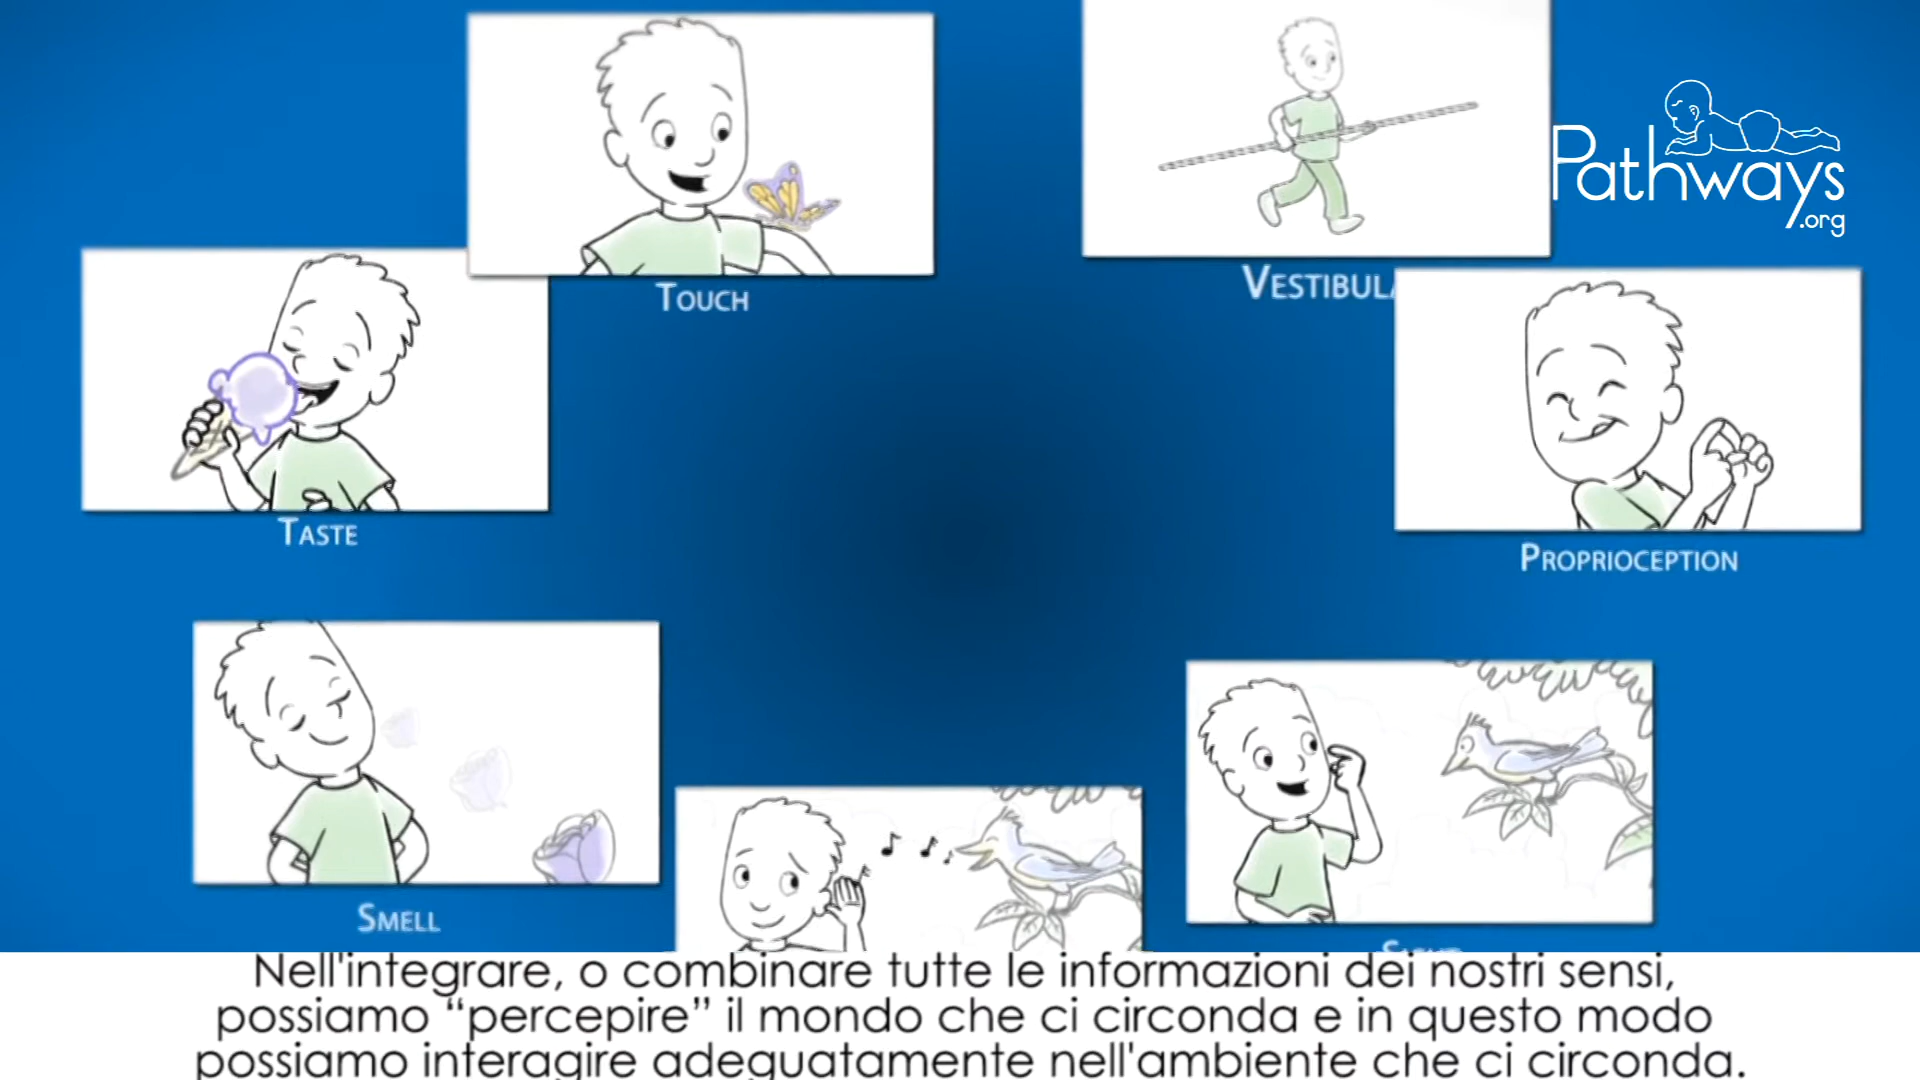 Pathways
.org
Touch
Taste
Proprioception
Smell
Nell'integrare, o combinare tutte le informazioni dei nostri sensi,
possiamo “percepire” il mondo che ci circonda e in questo modo
possiamo interagire adeguatamente nell'ambiente che ci circonda.